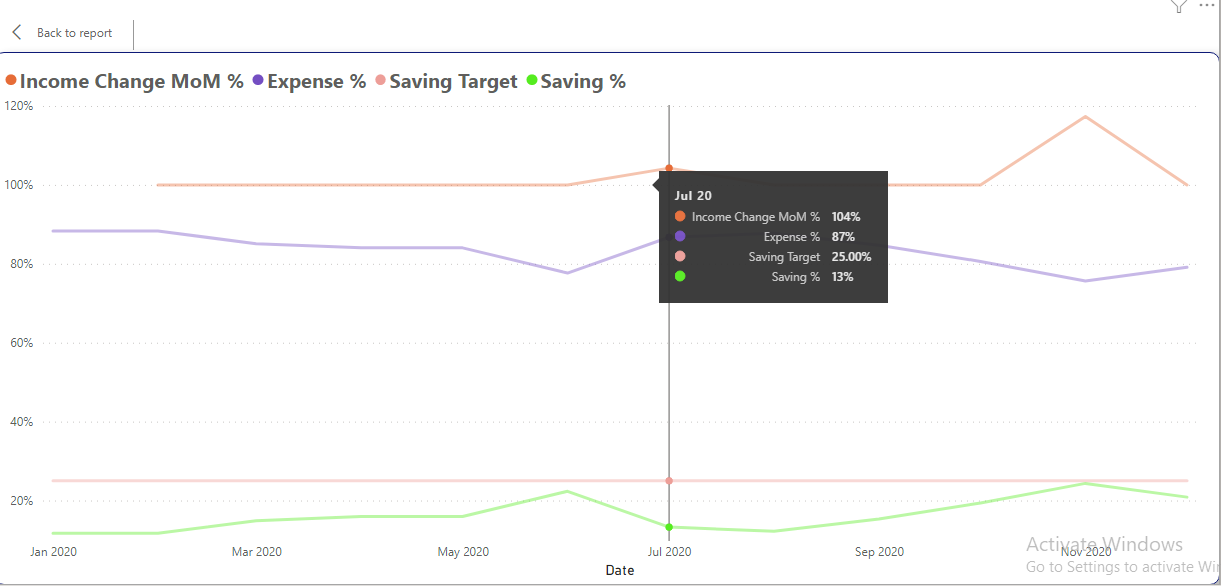 Back to report
Income Change MoM % Expense % Saving Target Saving %
120%
100%
80%
60%
40%
20%
Jul 20
Income Change MoM % 104%
Expense % 87%
Saving Target 25.00%
Saving % 13%
Jan 2020 Mar 2020 May 2020 Jul 2020 Sep 2020 Nov 2020
Date
Activate Windows
Go to Settings to activate Wi